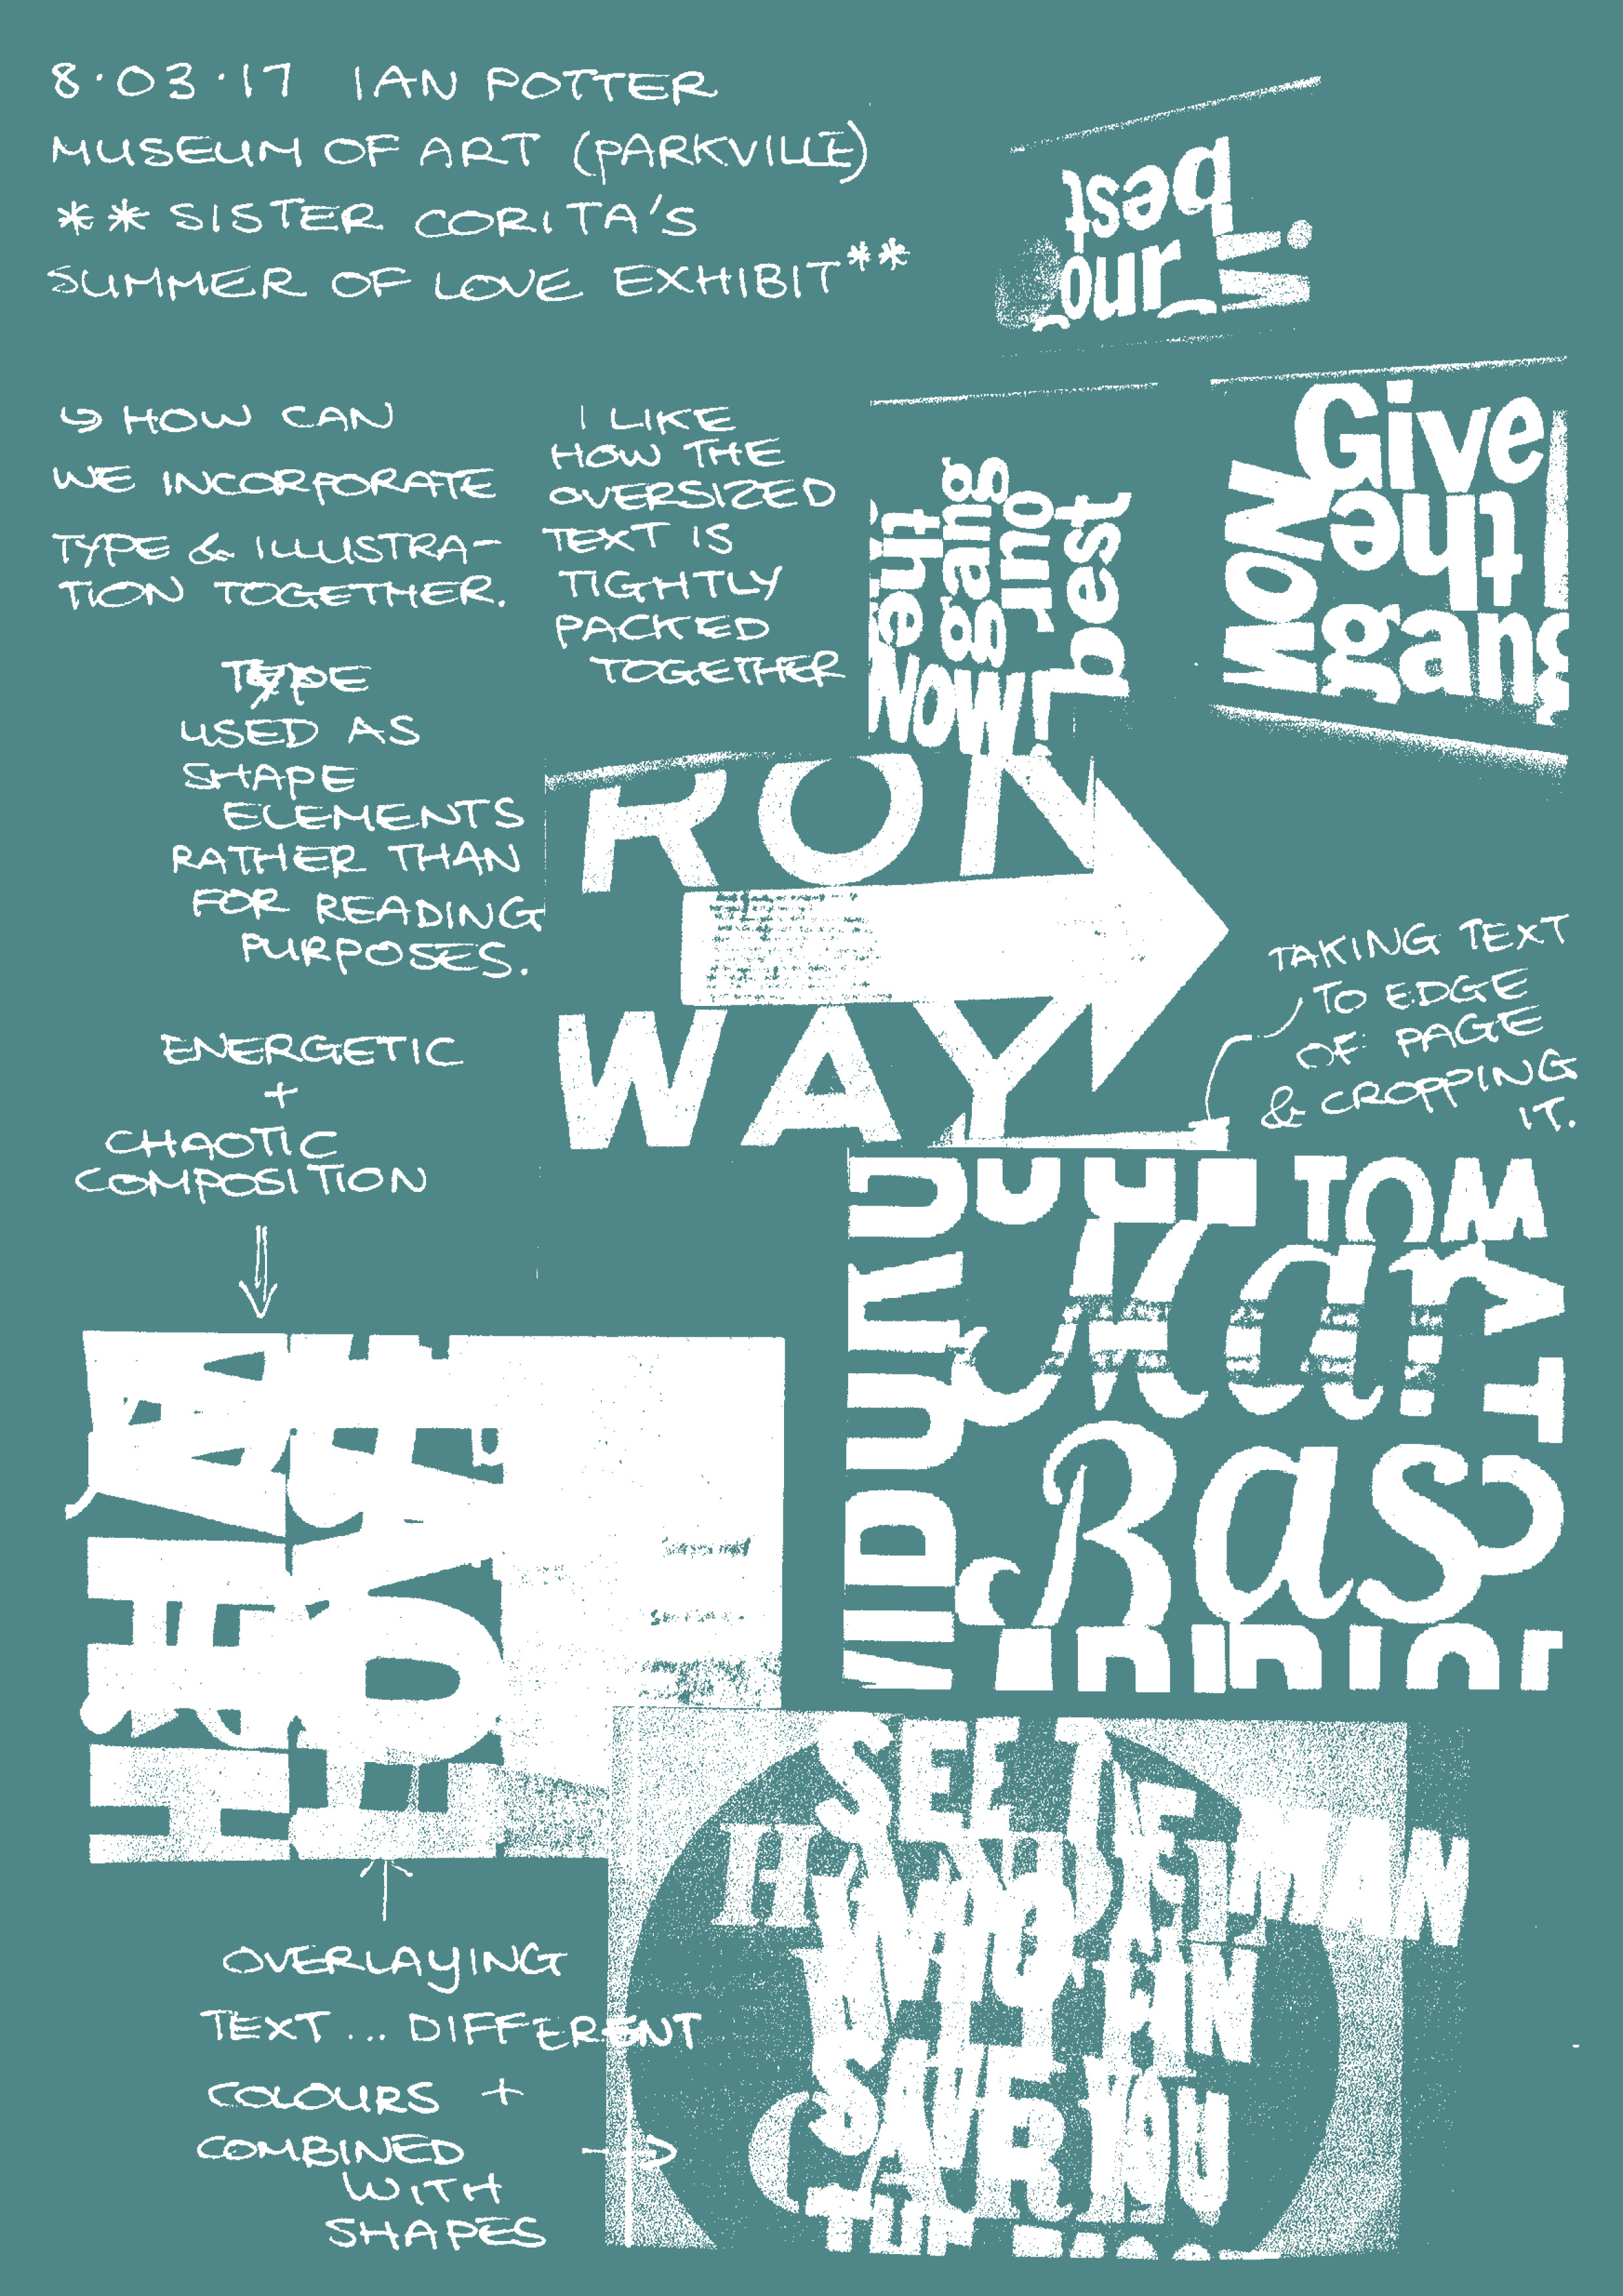 8·03·17 IAN POTTER
MUSEUM OF ART (PARKVILLE)
** SISTER CORITA'S
SUMMER OF LOVE EXHIBIT**
↪ HOW CAN
WE INCORPORATE
TYPE & ILLUSTRA-
TION TOGETHER.
I LIKE
HOW THE
OVERSIZED
TEXT IS
TIGHTLY
PACKED
TOGETHER
TYPE
USED AS
SHAPE
ELEMENTS
RATHER THAN
FOR READING
PURPOSES.
ENERGETIC
+
CHAOTIC
COMPOSITION
best
our
the
gang
our
best
NOW
Give
the
gang
NOW
WAY
TAKING TEXT
TO EDGE
OF PAGE
& CROPPING
IT.
TOM
Bas
SEE THE MAN
WHO CAN
SAVE YOU
OVERLAYING
TEXT ... DIFFERENT
COLOURS +
COMBINED
WITH
SHAPES